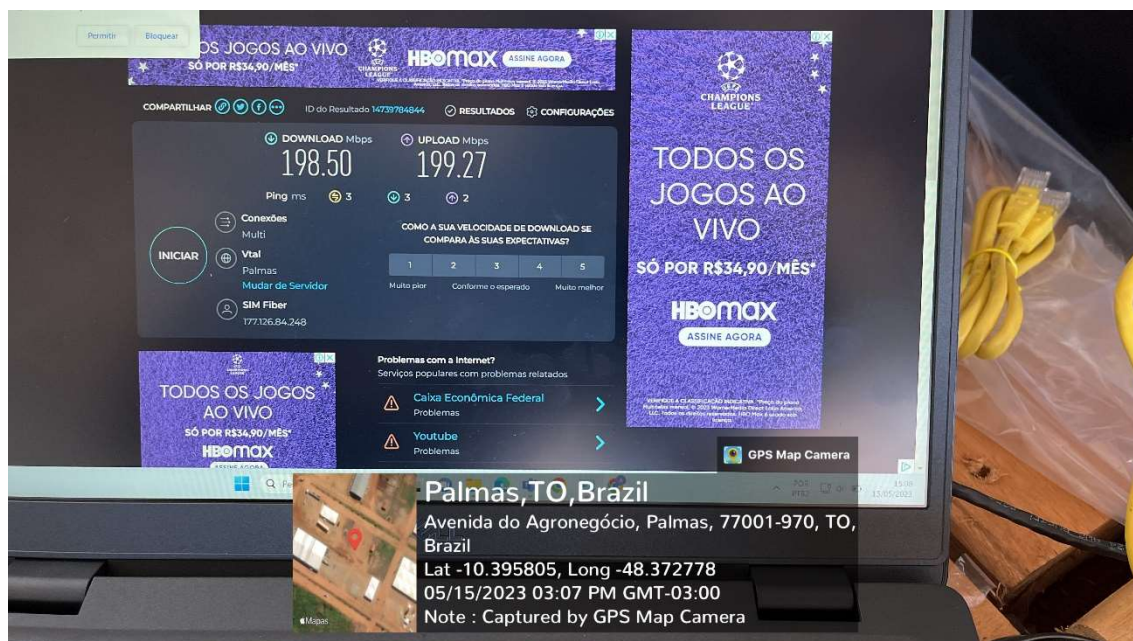 Permitir
Bloquear
OS JOGOS AO VIVO
SÓ POR R$34,90/MÊS*
CHAMPIONS
LEAGUE
HBOMAX
ASSINE AGORA
COMPARTILHAR
ID do Resultado 14739784844
RESULTADOS
CONFIGURAÇÕES
DOWNLOAD Mbps
198.50
UPLOAD Mbps
199.27
Ping ms
3
3
2
Conexões
Multi
INICIAR
Vtal
Palmas
Mudar de Servidor
SIM Fiber
177.126.84.248
COMO A SUA VELOCIDADE DE DOWNLOAD SE
COMPARA ÀS SUAS EXPECTATIVAS?
1 2 3 4 5
Muito pior
Conforme o esperado
Muito melhor
CHAMPIONS
LEAGUE
TODOS OS
JOGOS AO
VIVO
SÓ POR R$34,90/MÊS*
HBOMAX
ASSINE AGORA
TODOS OS JOGOS
AO VIVO
SÓ POR R$34,90/MÊS*
HBOMAX
ASSINE AGORA
Problemas com a Internet?
Serviços populares com problemas relatados
Caixa Econômica Federal
Problemas
Youtube
Problemas
GPS Map Camera
Palmas,TO,Brazil
Avenida do Agronegócio, Palmas, 77001-970, TO,
Brazil
Lat -10.395805, Long -48.372778
05/15/2023 03:07 PM GMT-03:00
Note : Captured by GPS Map Camera
Mapas